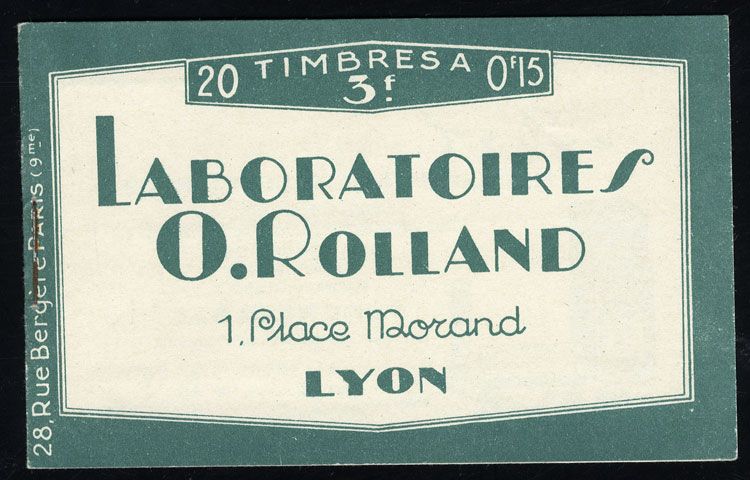 20 TIMBRES A 0f15
3f.
LABORATOIRES
O. ROLLAND
1, Place Morand
LYON
28, Rue Bergère PARIS (9me)